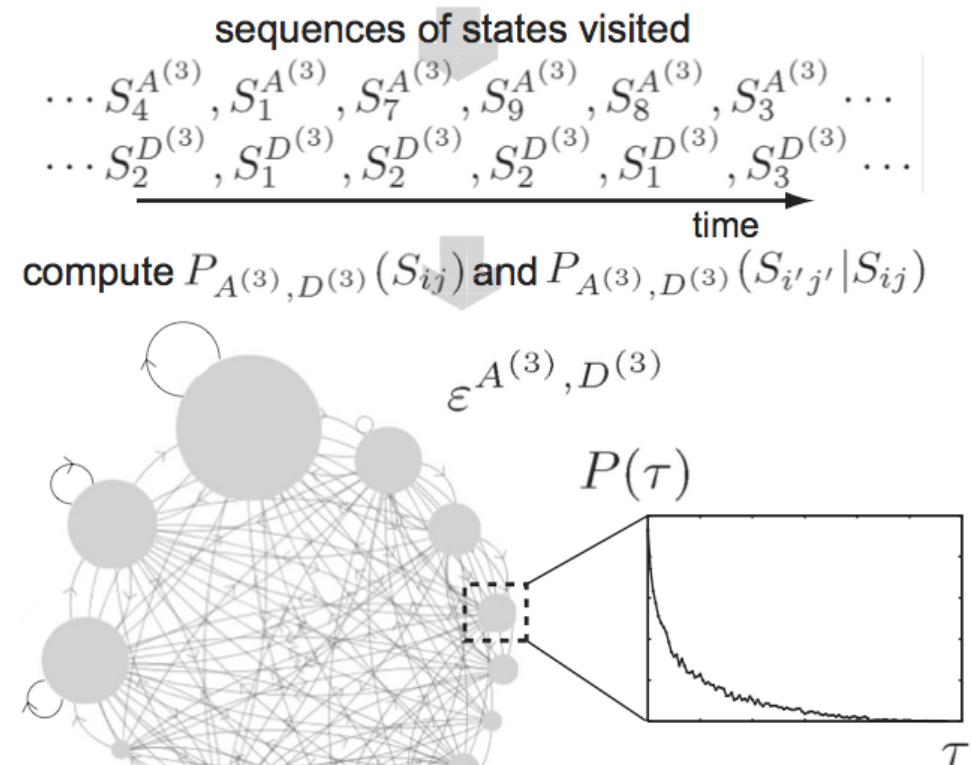 sequences of states visited
⋯ S_4^{A^{(3)}}, S_1^{A^{(3)}}, S_7^{A^{(3)}}, S_9^{A^{(3)}}, S_8^{A^{(3)}}, S_3^{A^{(3)}} ⋯
⋯ S_2^{D^{(3)}}, S_1^{D^{(3)}}, S_2^{D^{(3)}}, S_2^{D^{(3)}}, S_1^{D^{(3)}}, S_3^{D^{(3)}} ⋯
time
compute P_{A^{(3)},D^{(3)}}(S_{ij}) and P_{A^{(3)},D^{(3)}}(S_{i'j'}|S_{ij})
ε^{A^{(3)},D^{(3)}}
P(τ)
τ